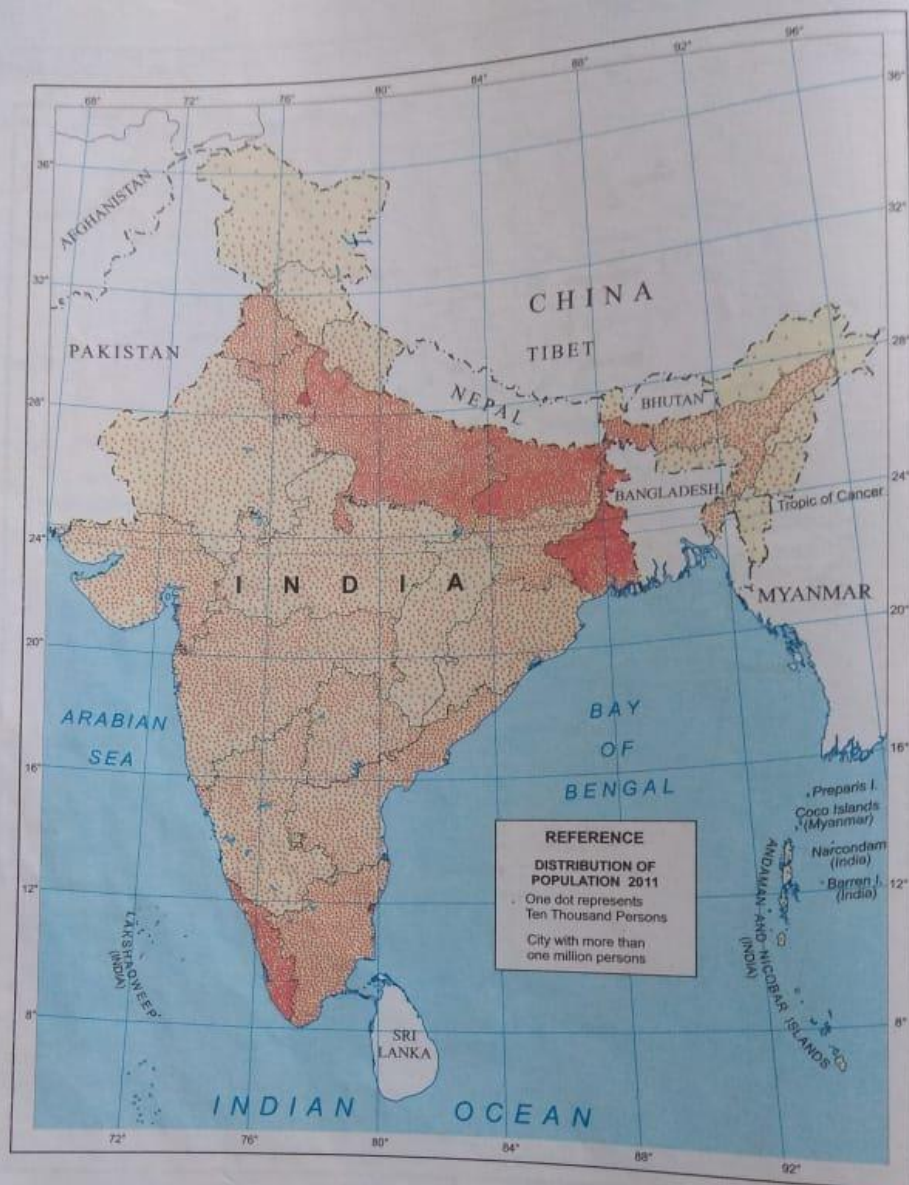 68°
72°
76°
80°
84°
88°
92°
96°
36°
36°
AFGHANISTAN
32°
32°
CHINA
PAKISTAN
TIBET
28°
NEPAL
BHUTAN
28°
BANGLADESH
24°
Tropic of Cancer
24°
INDIA
MYANMAR
20°
20°
ARABIAN
SEA
BAY
OF
BENGAL
16°
16°
Preparis I.
Coco Islands
(Myanmar)
Narcondam
(India)
Barren I.
(India)
REFERENCE
DISTRIBUTION OF
POPULATION 2011
One dot represents
Ten Thousand Persons
City with more than
one million persons
12°
12°
LAKSHADWEEP
(INDIA)
ANDAMAN AND NICOBAR ISLANDS
(INDIA)
8°
8°
SRI
LANKA
INDIAN OCEAN
72°
76°
80°
84°
88°
92°